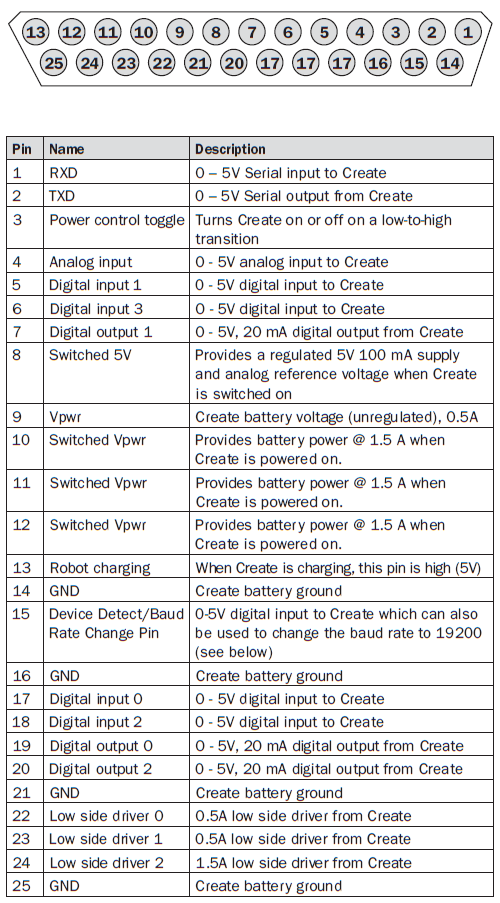 13 12 11 10 9 8 7 6 5 4 3 2 1
25 24 23 22 21 20 17 17 17 16 15 14
Pin Name Description
1 RXD 0 – 5V Serial input to Create
2 TXD 0 – 5V Serial output from Create
3 Power control toggle Turns Create on or off on a low-to-high
transition
4 Analog input 0 - 5V analog input to Create
5 Digital input 1 0 - 5V digital input to Create
6 Digital input 3 0 - 5V digital input to Create
7 Digital output 1 0 - 5V, 20 mA digital output from Create
8 Switched 5V Provides a regulated 5V 100 mA supply
and analog reference voltage when Create
is switched on
9 Vpwr Create battery voltage (unregulated), 0.5A
10 Switched Vpwr Provides battery power @ 1.5 A when
Create is powered on.
11 Switched Vpwr Provides battery power @ 1.5 A when
Create is powered on.
12 Switched Vpwr Provides battery power @ 1.5 A when
Create is powered on.
13 Robot charging When Create is charging, this pin is high (5V)
14 GND Create battery ground
15 Device Detect/Baud 0-5V digital input to Create which can also
Rate Change Pin be used to change the baud rate to 19200
(see below)
16 GND Create battery ground
17 Digital input 0 0 - 5V digital input to Create
18 Digital input 2 0 - 5V digital input to Create
19 Digital output 0 0 - 5V, 20 mA digital output from Create
20 Digital output 2 0 - 5V, 20 mA digital output from Create
21 GND Create battery ground
22 Low side driver 0 0.5A low side driver from Create
23 Low side driver 1 0.5A low side driver from Create
24 Low side driver 2 1.5A low side driver from Create
25 GND Create battery ground